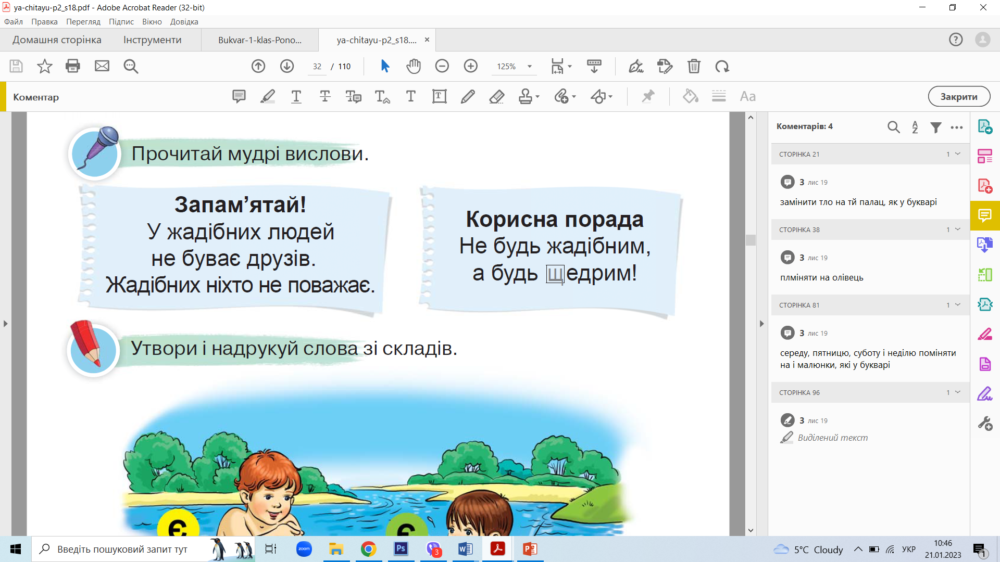 ya-chitayu-p2_s18.pdf - Adobe Acrobat Reader (32-bit)
Файл Правка Перегляд Підпис Вікно Довідка
Домашня сторінка Інструменти Bukvar-1-klas-Pono... ya-chitayu-p2_s18....
32 / 110 125%
Коментар Закрити
Прочитай мудрі вислови.
Запам’ятай!
У жадібних людей
не буває друзів.
Жадібних ніхто не поважає.
Корисна порада
Не будь жадібним,
а будь щедрим!
Утвори і надрукуй слова зі складів.
Є
Є
Коментарів: 4
СТОРІНКА 21 1
З лис 19
замінити тло на тй палац, як у букварі
СТОРІНКА 38 1
З лис 19
плміняти на олівець
СТОРІНКА 81 1
З лис 19
середу, пятницю, суботу і неділю поміняти
на і малюнки, які у букварі
СТОРІНКА 96 1
З лис 19
Виділений текст
Введіть пошуковий запит тут
zoom
Ps
3
5°C Cloudy
УКР
10:46
21.01.2023
1